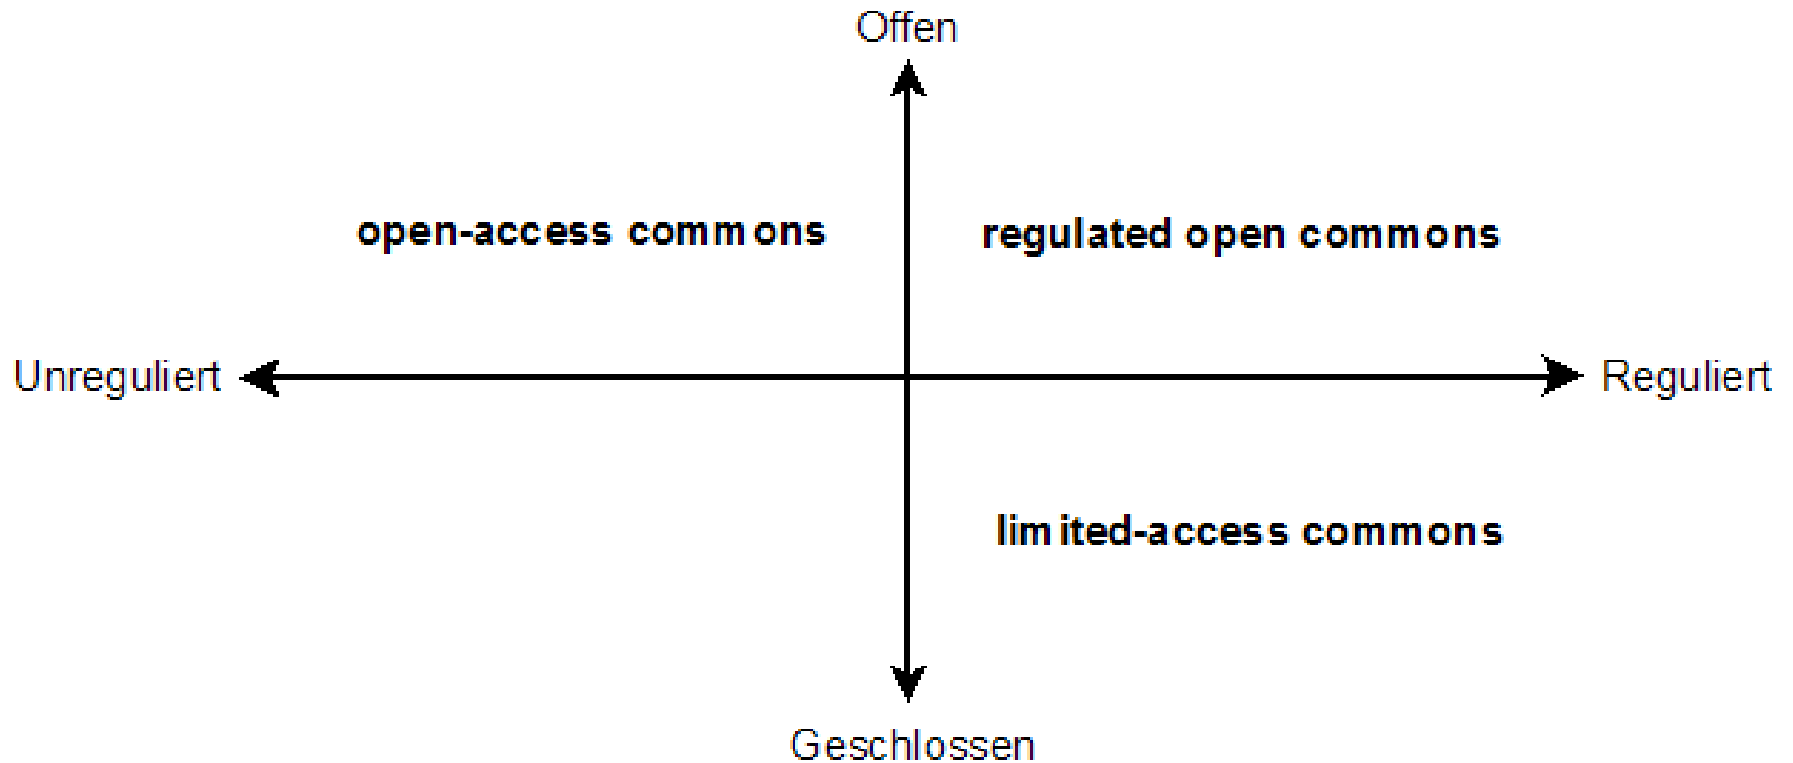 Offen
open-access commons
regulated open commons
Unreguliert
Reguliert
limited-access commons
Geschlossen